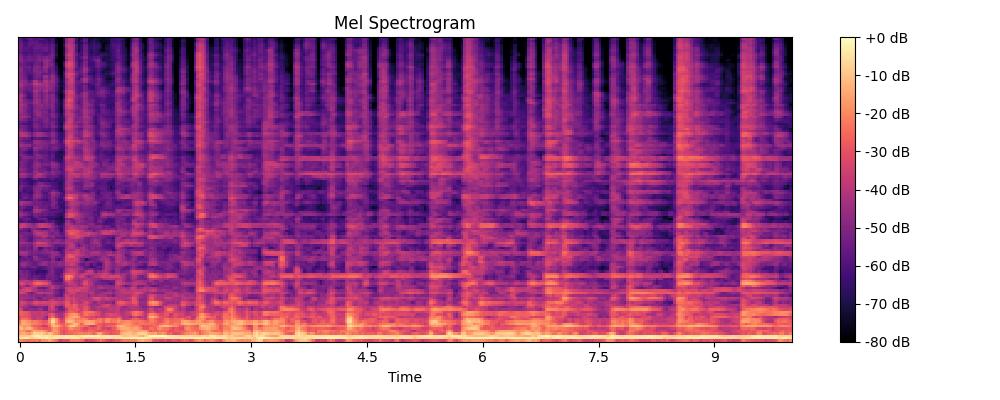 Mel Spectrogram
+0 dB
-10 dB
-20 dB
-30 dB
-40 dB
-50 dB
-60 dB
-70 dB
-80 dB
0 1.5 3 4.5 6 7.5 9
Time